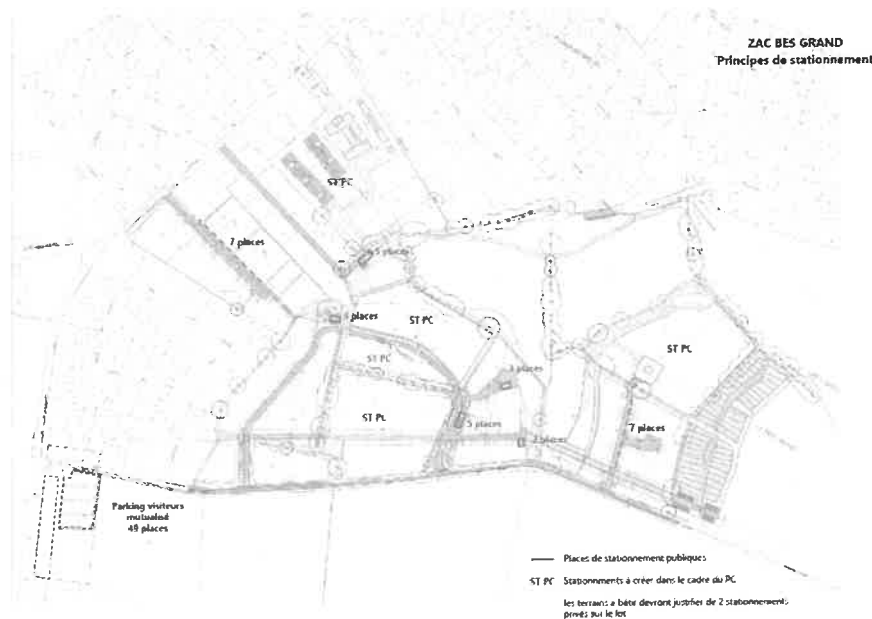 ZAC BES GRAND
Principes de stationnement
ST PC
7 places
5 places
places
ST PC
ST PC
ST PC
3 places
ST PC
5 places
2 places
7 places
Parking visiteurs
mutualisé
49 places
Places de stationnement publiques
ST PC Stationnments à créer dans le cadre du PC
les terrains a bâtir devront justifier de 2 stationnements
privés sur le lot